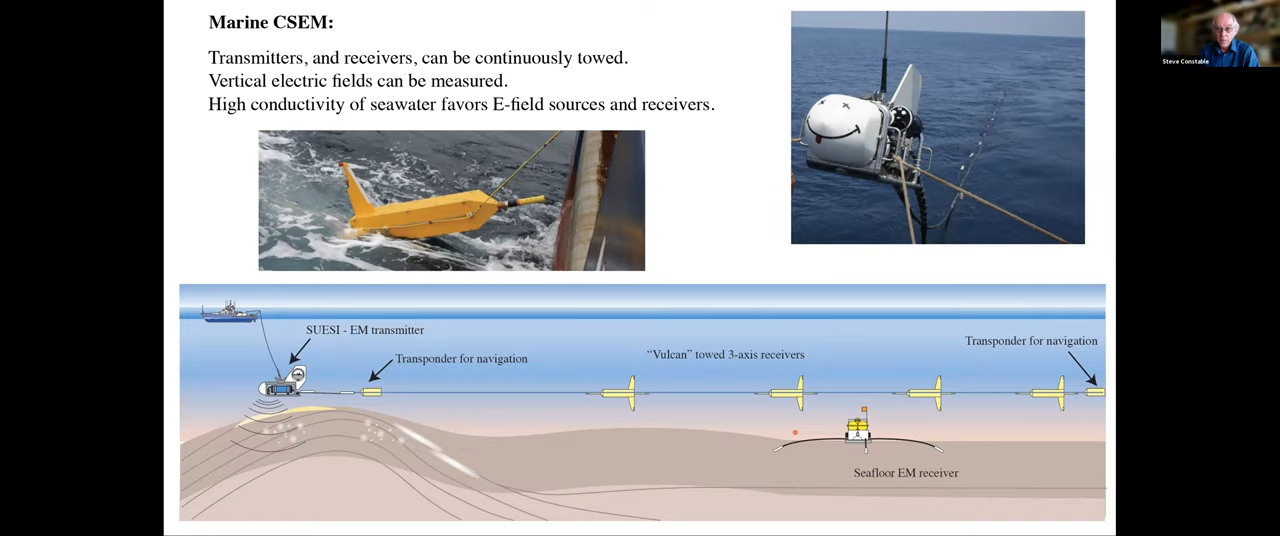 Marine CSEM:
Transmitters, and receivers, can be continuously towed.
Vertical electric fields can be measured.
High conductivity of seawater favors E-field sources and receivers.
Steve Constable
SUESI - EM transmitter
Transponder for navigation
"Vulcan" towed 3-axis receivers
Transponder for navigation
Seafloor EM receiver